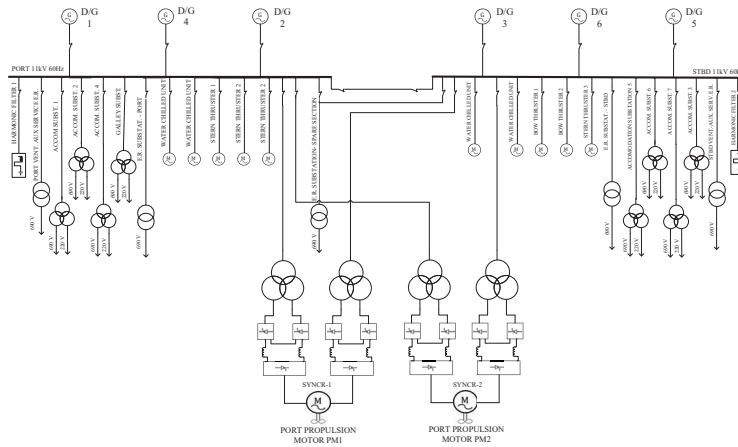 D/G
1
D/G
4
D/G
2
D/G
3
D/G
6
D/G
5
G
G
G
G
G
G
PORT 11kV 60Hz
STBD 11kV 60H
HARMONIC FILTER 1
PORT VENT-AUX SERVICE E.R.
ACCOM SUBST. 1
ACCOM. SUBST. 2
ACCOM. SUBST. 4
GALLEY SUBST.
E.R. SUBSTAT. - PORT
WATER CHILLED UNIT
WATER CHILLED UNIT
STERN THRUSTER 1
STERN THRUSTER 2
STERN THRUSTER 2
E. R. SUBSTATION- SPARE SECTION
WATER CHILLED UNIT
WATER CHILLED UNIT
BOW THRUSTER 1
BOW THRUSTER 2
STERN THRUSTER 3
E.R. SUBSTAT. - STBD
ACCOMODATION SUBSTATION 5
ACCOM. SUBST. 6
ACCOM. SUBST. 7
ACCOM. SUBST. 3
STBD VENT-AUX. SERV. E.R.
HARMONIC FILTER 2
M
M
M
M
M
M
M
M
M
M
690 V
690 V
220 V
690 V
220 V
690 V
220 V
690 V
220 V
690 V
690 V
690 V
690 V
220 V
690 V
220 V
690 V
220 V
690 V
220 V
690 V
SYNCR-1
M
PORT PROPULSION
MOTOR PM1
SYNCR-2
M
PORT PROPULSION
MOTOR PM2